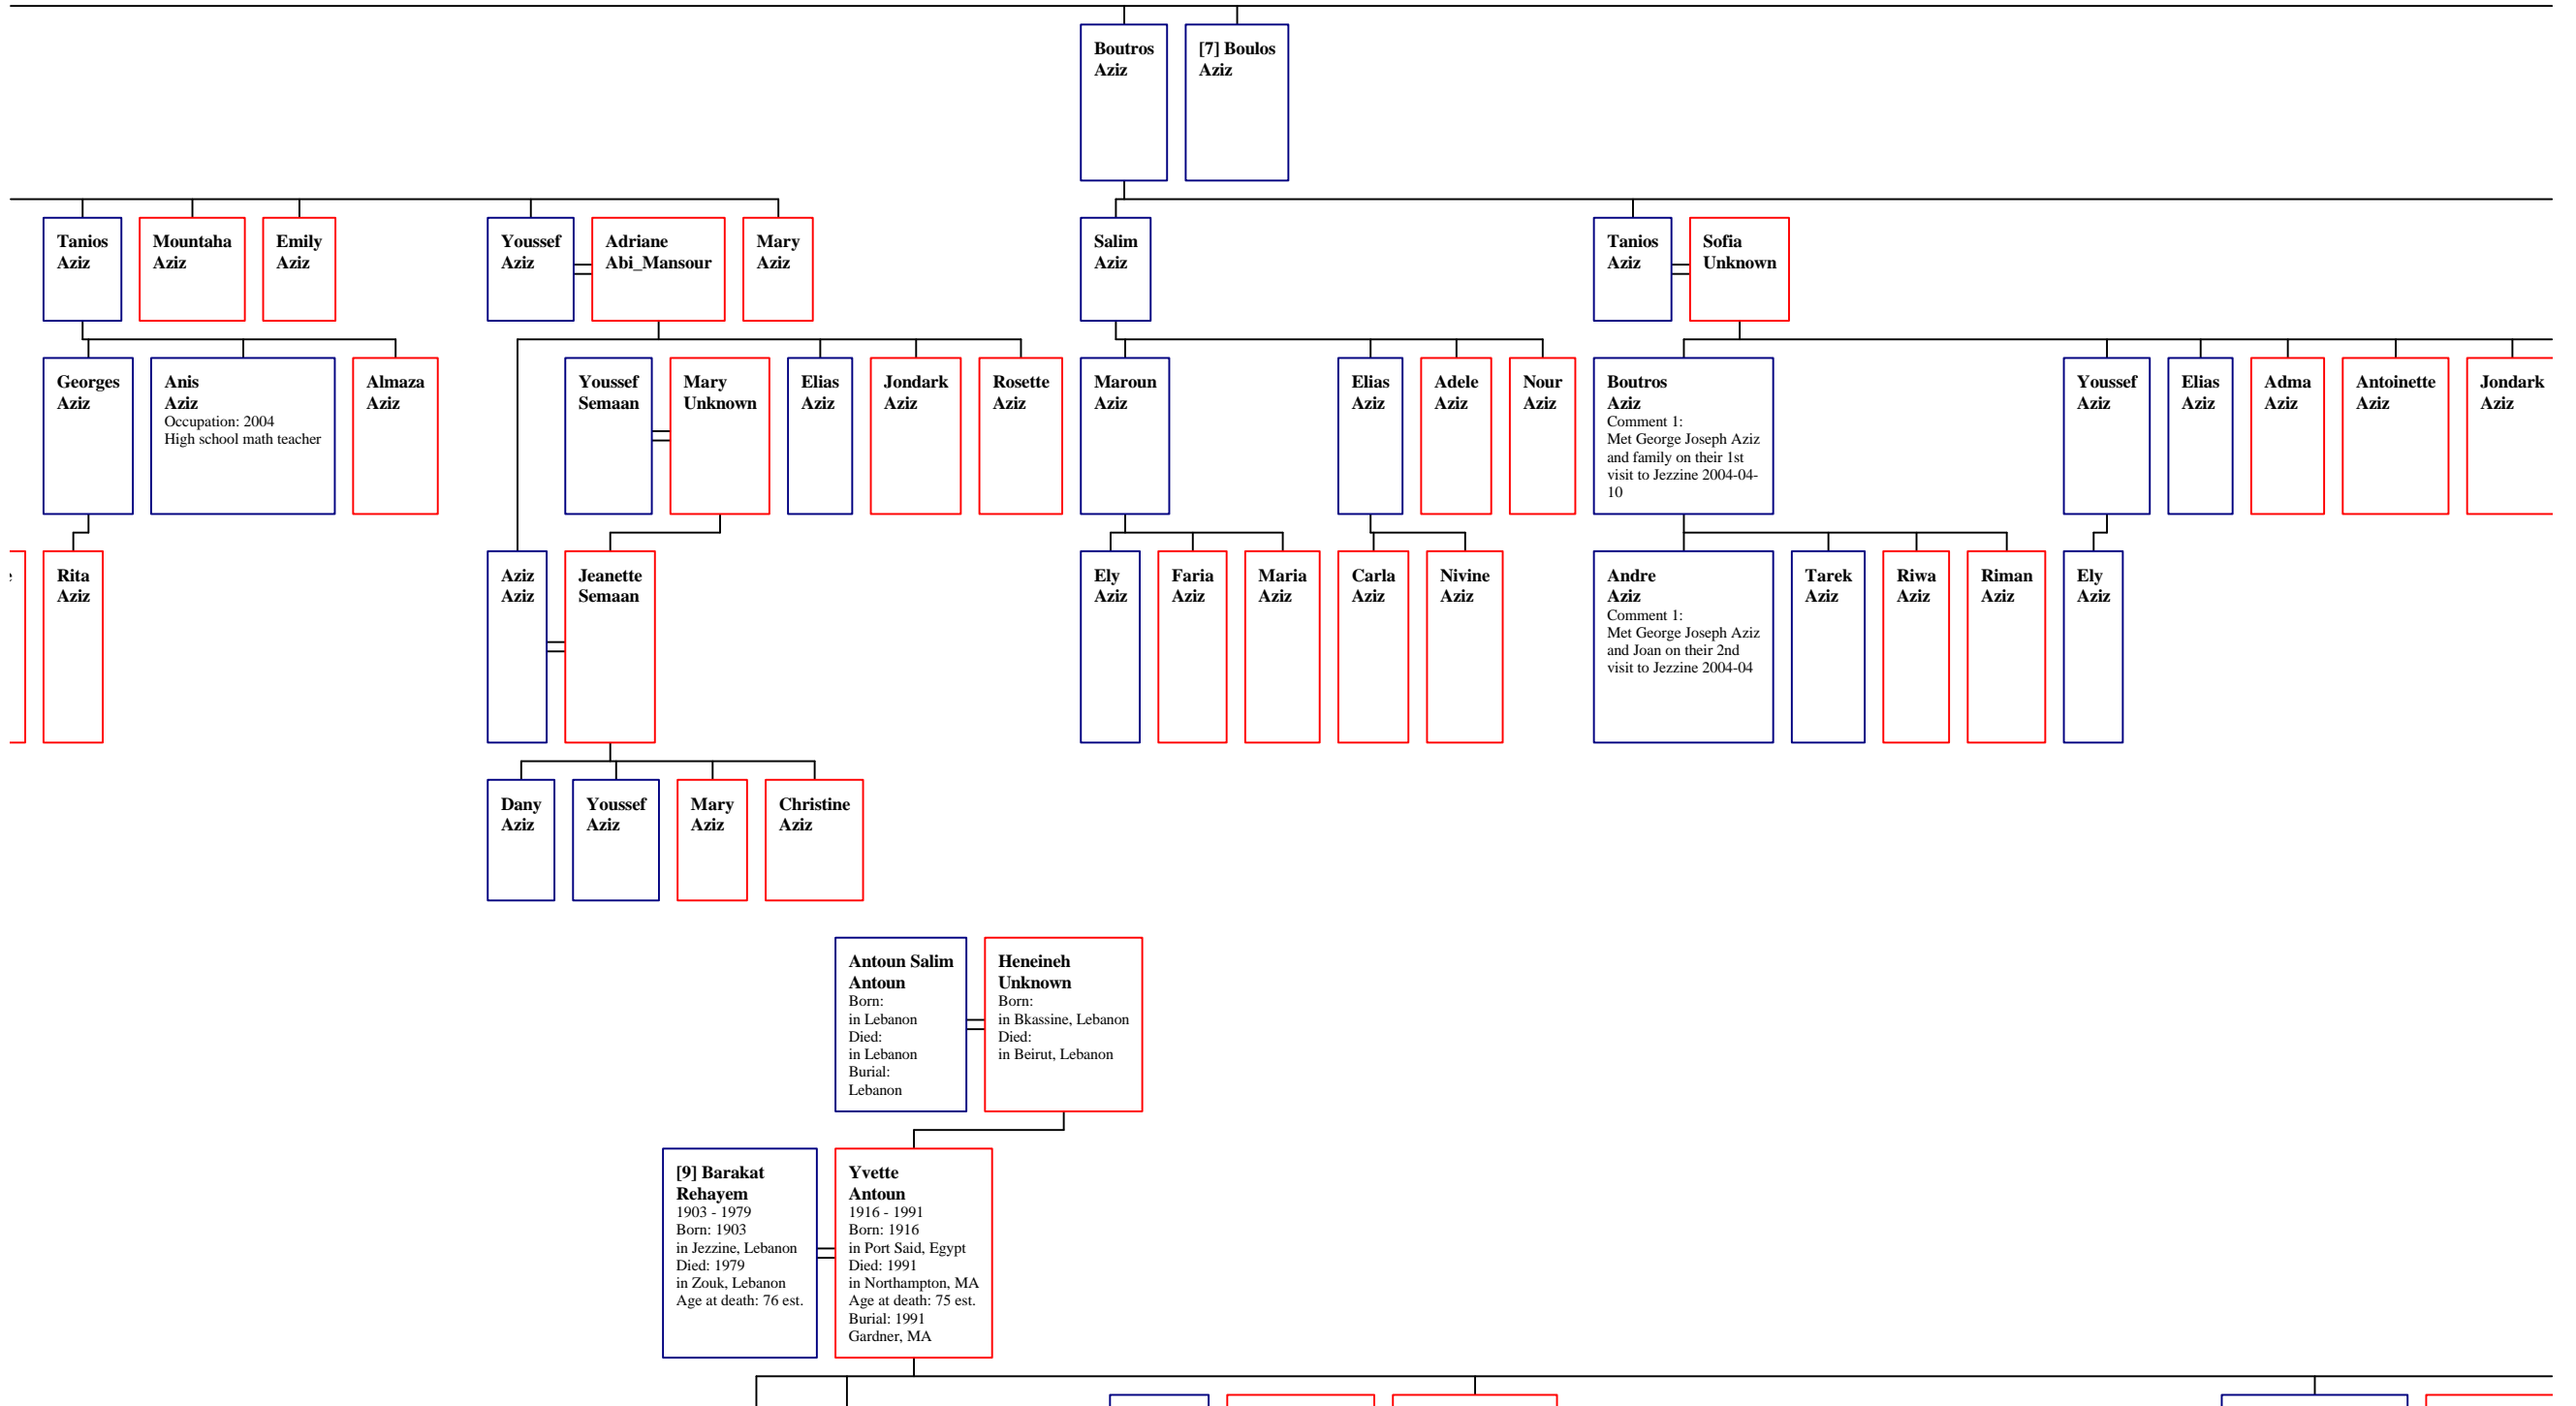 Boutros
Aziz
[7] Boulos
Aziz
Tanios
Aziz
Mountaha
Aziz
Emily
Aziz
Youssef
Aziz
Adriane
Abi_Mansour
Mary
Aziz
Salim
Aziz
Tanios
Aziz
Sofia
Unknown
Georges
Aziz
Anis
Aziz
Occupation: 2004
High school math teacher
Almaza
Aziz
Youssef
Semaan
Mary
Unknown
Elias
Aziz
Jondark
Aziz
Rosette
Aziz
Maroun
Aziz
Elias
Aziz
Adele
Aziz
Nour
Aziz
Boutros
Aziz
Comment 1:
Met George Joseph Aziz
and family on their 1st
visit to Jezzine 2004-04-
10
Youssef
Aziz
Elias
Aziz
Adma
Aziz
Antoinette
Aziz
Jondark
Aziz
Rita
Aziz
Aziz
Aziz
Jeanette
Semaan
Ely
Aziz
Faria
Aziz
Maria
Aziz
Carla
Aziz
Nivine
Aziz
Andre
Aziz
Comment 1:
Met George Joseph Aziz
and Joan on their 2nd
visit to Jezzine 2004-04
Tarek
Aziz
Riwa
Aziz
Riman
Aziz
Ely
Aziz
Dany
Aziz
Youssef
Aziz
Mary
Aziz
Christine
Aziz
Antoun Salim
Antoun
Born:
in Lebanon
Died:
in Lebanon
Burial:
Lebanon
Heneineh
Unknown
Born:
in Bkassine, Lebanon
Died:
in Beirut, Lebanon
[9] Barakat
Rehayem
1903 - 1979
Born: 1903
in Jezzine, Lebanon
Died: 1979
in Zouk, Lebanon
Age at death: 76 est.
Yvette
Antoun
1916 - 1991
Born: 1916
in Port Said, Egypt
Died: 1991
in Northampton, MA
Age at death: 75 est.
Burial: 1991
Gardner, MA